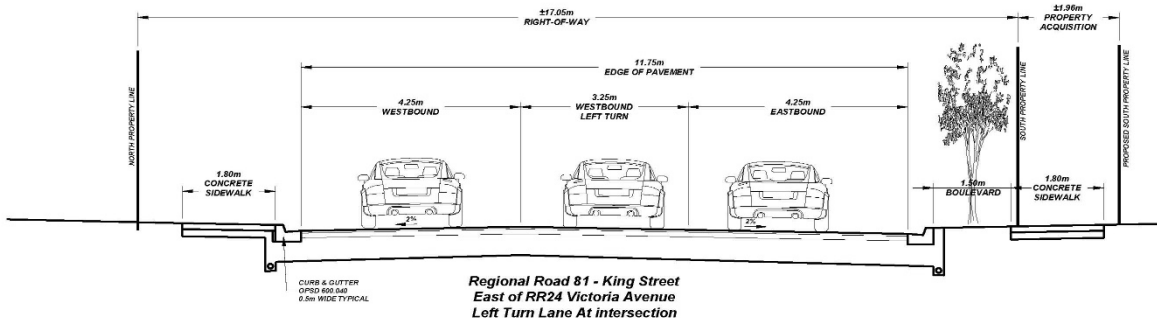 ±17.05m
RIGHT-OF-WAY
±1.96m
PROPERTY
ACQUISITION
11.75m
EDGE OF PAVEMENT
4.25m
WESTBOUND
3.25m
WESTBOUND
LEFT TURN
4.25m
EASTBOUND
NORTH PROPERTY LINE
SOUTH PROPERTY LINE
PROPOSED SOUTH PROPERTY LINE
1.80m
CONCRETE
SIDEWALK
1.50m
BOULEVARD
1.80m
CONCRETE
SIDEWALK
2%
2%
CURB & GUTTER
OPSD 600.040
0.5m WIDE TYPICAL
Regional Road 81 - King Street
East of RR24 Victoria Avenue
Left Turn Lane At intersection